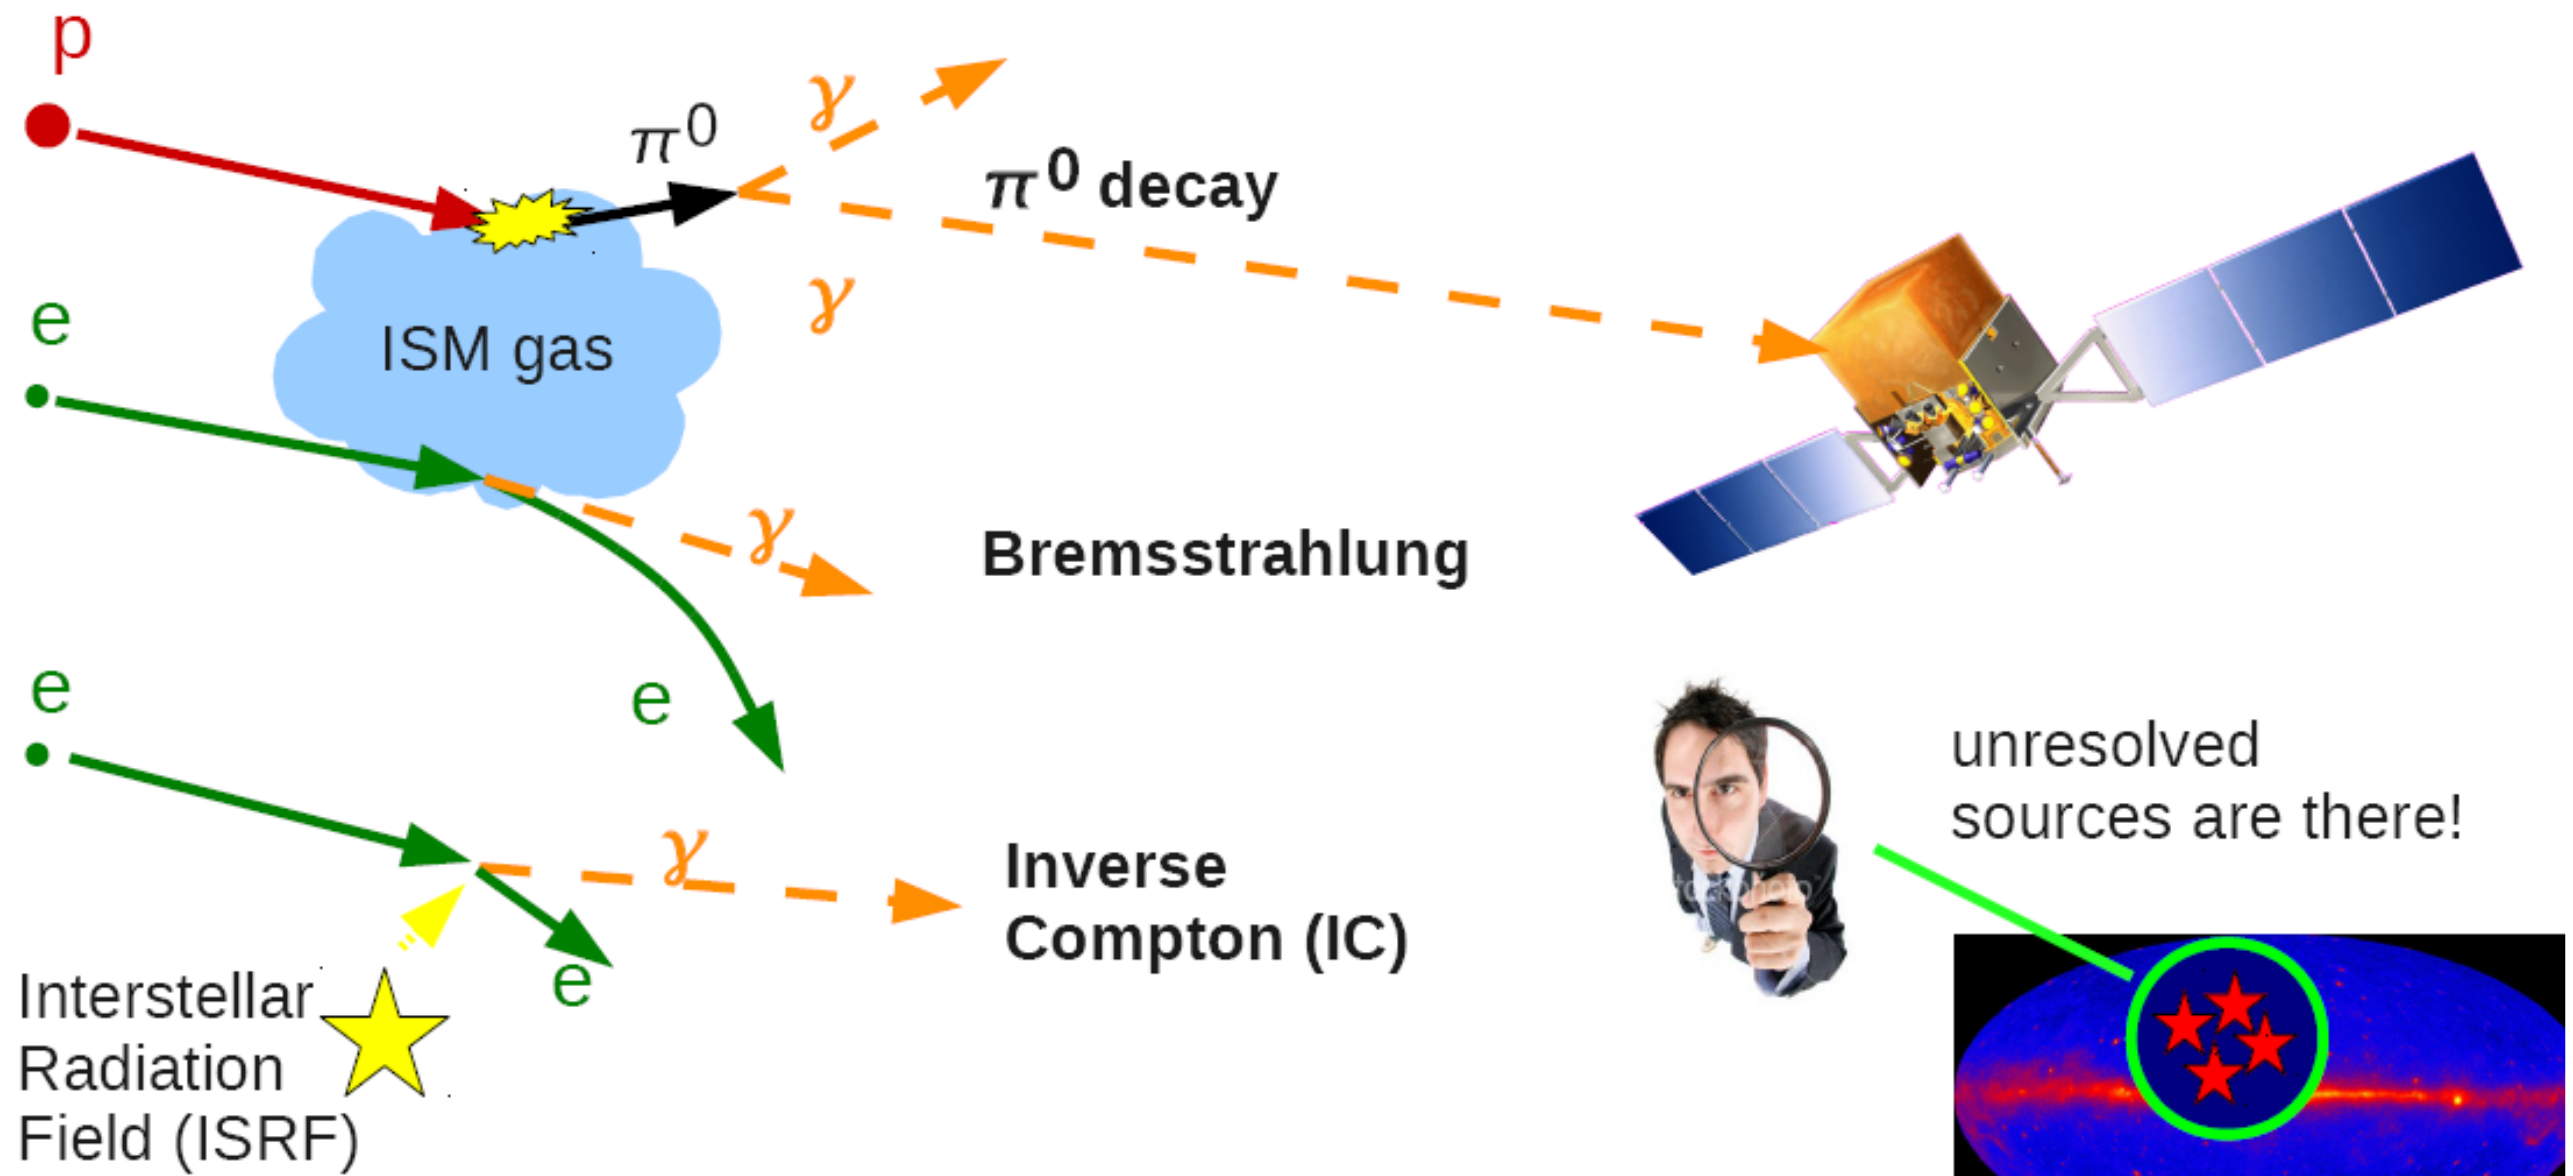 p
π⁰
γ
π⁰ decay
γ
e
ISM gas
γ
Bremsstrahlung
e
e
γ
Inverse
Compton (IC)
e
Interstellar
Radiation
Field (ISRF)
unresolved
sources are there!